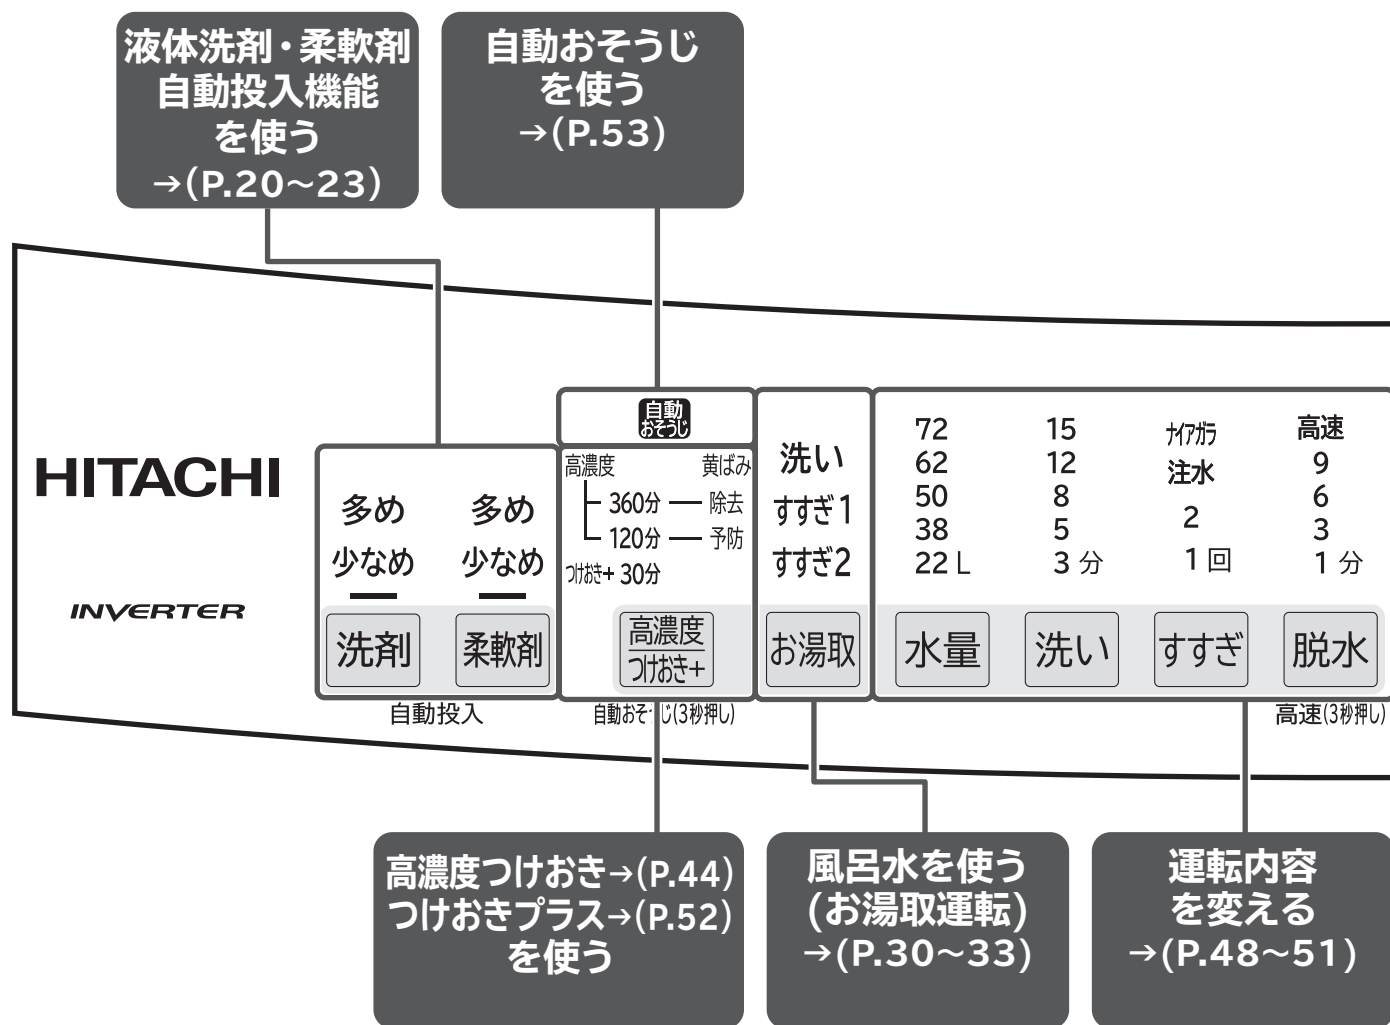 液体洗剤・柔軟剤
自動投入機能
を使う
→(P.20~23)
自動おそうじ
を使う
→(P.53)
HITACHI
INVERTER
多め 多め
少なめ 少なめ
洗剤 柔軟剤
自動投入
自動
おそうじ
高濃度 黄ばみ
360分 除去
120分 予防
つけおき+ 30分
高濃度
つけおき+
自動おそうじ(3秒押し)
洗い
すすぎ1
すすぎ2
お湯取
72
62
50
38
22 L
水量
15
12
8
5
3 分
洗い
ナイアガラ
注水
2
1 回
すすぎ
高速
9
6
3
1 分
脱水
高速(3秒押し)
高濃度つけおき→(P.44)
つけおきプラス→(P.52)
を使う
風呂水を使う
(お湯取運転)
→(P.30~33)
運転内容
を変える
→(P.48~51)